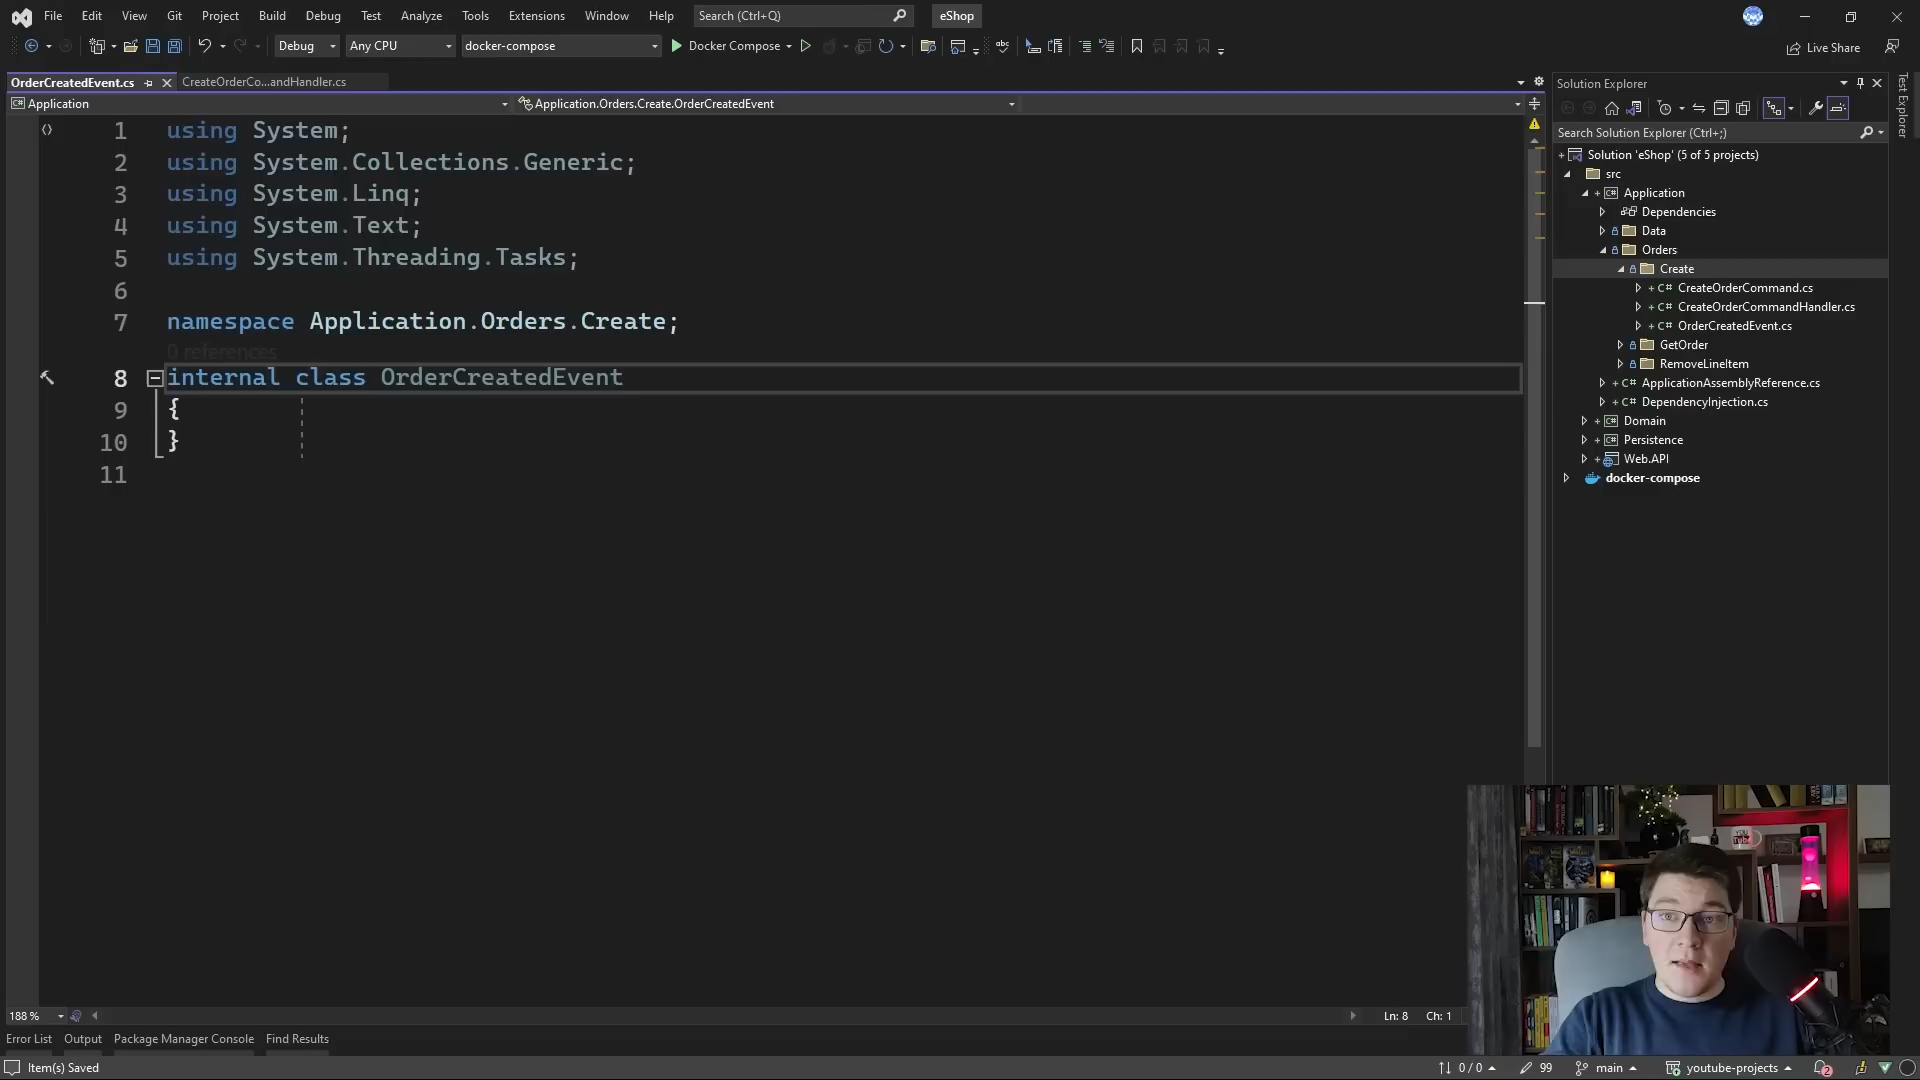 File Edit View Git Project Build Debug Test Analyze Tools Extensions Window Help Search (Ctrl+Q) eShop
Debug Any CPU docker-compose Docker Compose Live Share
OrderCreatedEvent.cs CreateOrderCo...andHandler.cs
Application Application.Orders.Create.OrderCreatedEvent
1 using System;
2 using System.Collections.Generic;
3 using System.Linq;
4 using System.Text;
5 using System.Threading.Tasks;
6
7 namespace Application.Orders.Create;
0 references
8 internal class OrderCreatedEvent
9 {
10 }
11
Solution Explorer
Search Solution Explorer (Ctrl+;)
Solution 'eShop' (5 of 5 projects)
src
Application
Dependencies
Data
Orders
Create
CreateOrderCommand.cs
CreateOrderCommandHandler.cs
OrderCreatedEvent.cs
GetOrder
RemoveLineItem
ApplicationAssemblyReference.cs
DependencyInjection.cs
Domain
Persistence
Web.API
docker-compose
Test Explorer
188 % Ln: 8 Ch: 1
Error List Output Package Manager Console Find Results
Item(s) Saved 0 / 0 99 main youtube-projects 2